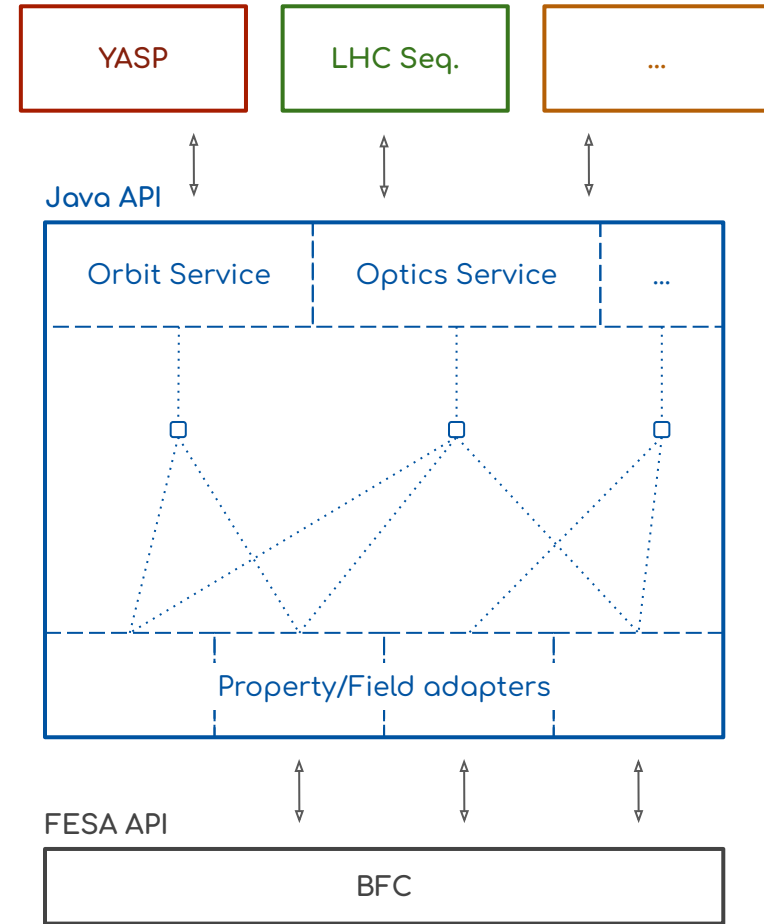 YASP
LHC Seq.
...
Java API
Orbit Service
Optics Service
...
Property/Field adapters
FESA API
BFC